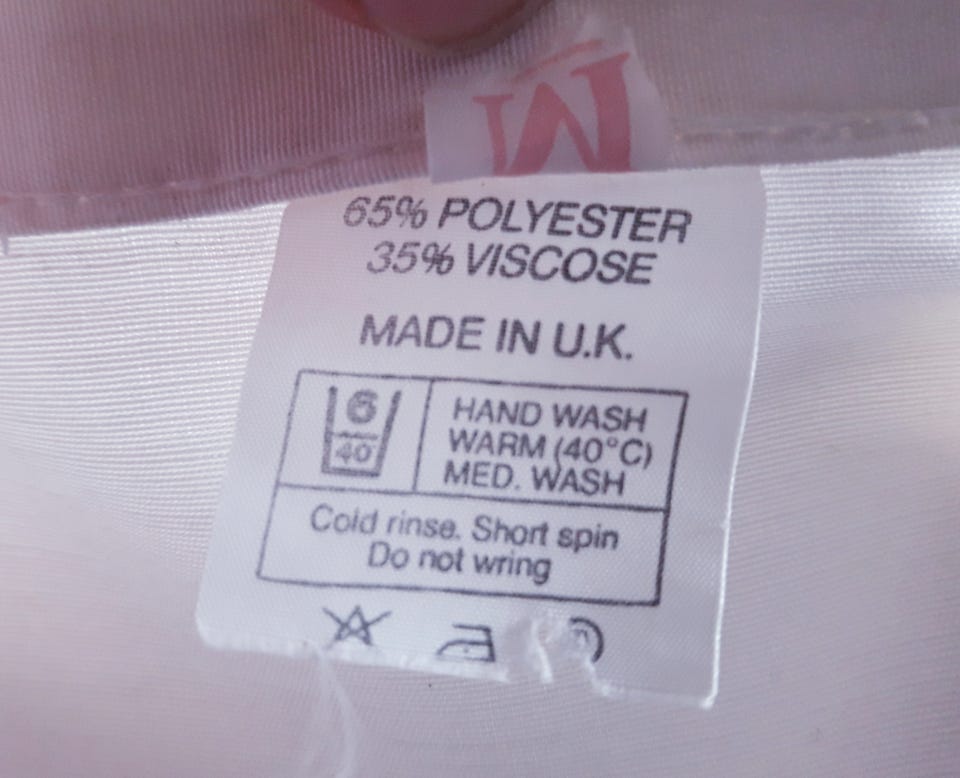 M
65% POLYESTER
35% VISCOSE
MADE IN U.K.
6
40
HAND WASH
WARM (40°C)
MED. WASH
Cold rinse. Short spin
Do not wring